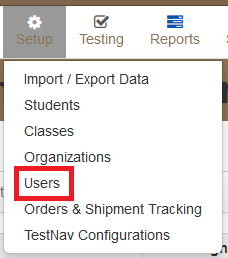 Setup Testing Reports
Import / Export Data
Students
Classes
Organizations
Users
Orders & Shipment Tracking
TestNav Configurations